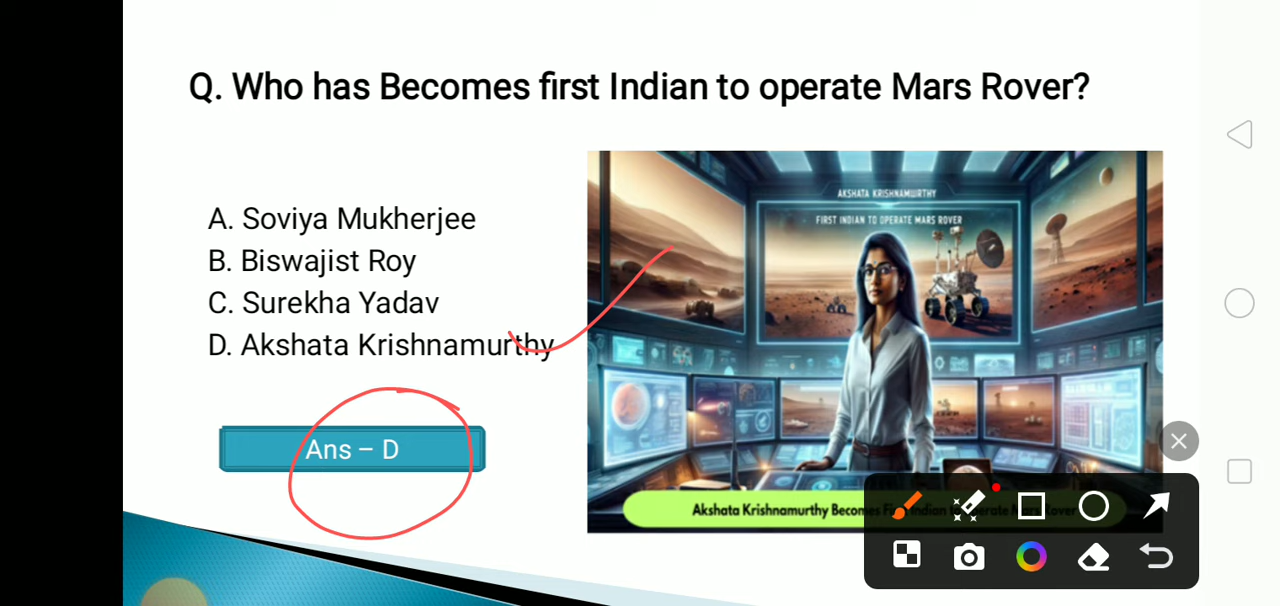 Q. Who has Becomes first Indian to operate Mars Rover?
A. Soviya Mukherjee
B. Biswajist Roy
C. Surekha Yadav
D. Akshata Krishnamurthy
Ans – D
AKSHATA KRISHNAMURTHY
FIRST INDIAN TO OPERATE MARS ROVER
Akshata Krishnamurthy Becomes First Indian to Operate Mars Rover